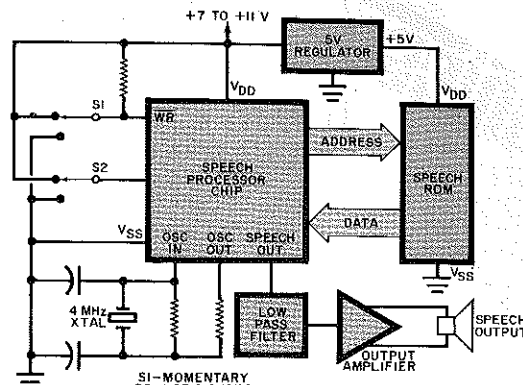 +7 TO +11 V
5V
REGULATOR
+5V
VDD
VDD
S1
WR
SPEECH
PROCESSOR
CHIP
ADDRESS
SPEECH
ROM
S2
DATA
VSS
OSC
IN
OSC
OUT
SPEECH
OUT
VSS
4 MHz
XTAL
LOW
PASS
FILTER
OUTPUT
AMPLIFIER
SPEECH
OUTPUT
S1-MOMENTARY